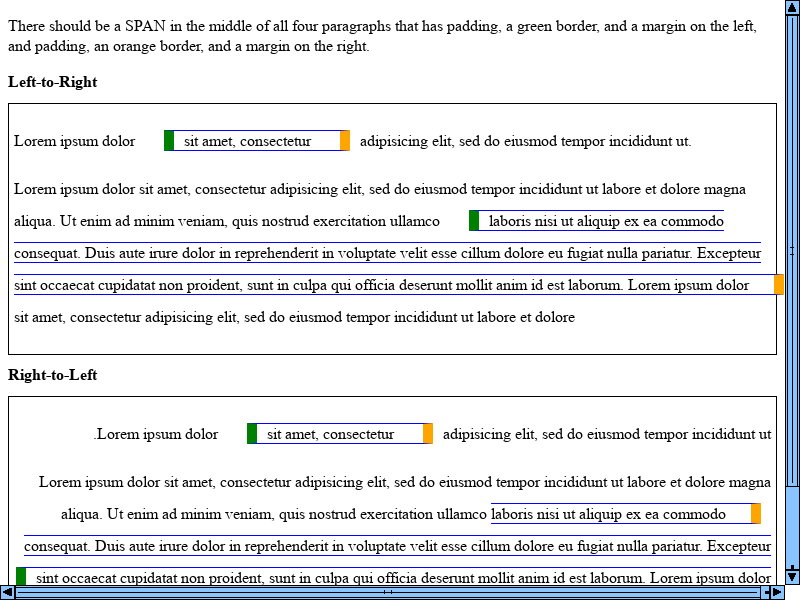 There should be a SPAN in the middle of all four paragraphs that has padding, a green border, and a margin on the left,
and padding, an orange border, and a margin on the right.
Left-to-Right
Lorem ipsum dolor sit amet, consectetur adipisicing elit, sed do eiusmod tempor incididunt ut.
Lorem ipsum dolor sit amet, consectetur adipisicing elit, sed do eiusmod tempor incididunt ut labore et dolore magna
aliqua. Ut enim ad minim veniam, quis nostrud exercitation ullamco laboris nisi ut aliquip ex ea commodo
consequat. Duis aute irure dolor in reprehenderit in voluptate velit esse cillum dolore eu fugiat nulla pariatur. Excepteur
sint occaecat cupidatat non proident, sunt in culpa qui officia deserunt mollit anim id est laborum. Lorem ipsum dolor
sit amet, consectetur adipisicing elit, sed do eiusmod tempor incididunt ut labore et dolore
Right-to-Left
.Lorem ipsum dolor sit amet, consectetur adipisicing elit, sed do eiusmod tempor incididunt ut
Lorem ipsum dolor sit amet, consectetur adipisicing elit, sed do eiusmod tempor incididunt ut labore et dolore magna
aliqua. Ut enim ad minim veniam, quis nostrud exercitation ullamco laboris nisi ut aliquip ex ea commodo
consequat. Duis aute irure dolor in reprehenderit in voluptate velit esse cillum dolore eu fugiat nulla pariatur. Excepteur
sint occaecat cupidatat non proident, sunt in culpa qui officia deserunt mollit anim id est laborum. Lorem ipsum dolor